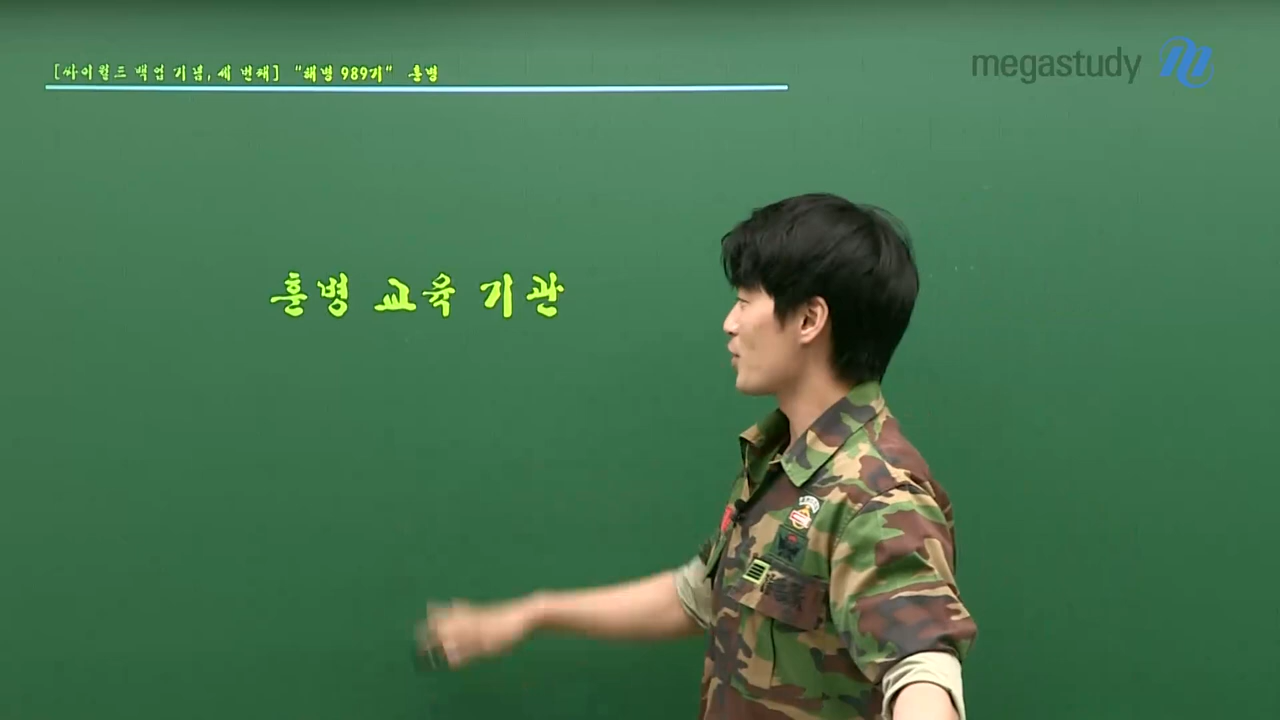 [싸이월드 백업 기념, 세 번째] "해병 989기" 훈병
megastudy
훈병 교육 기관